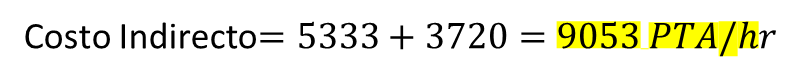 Costo Indirecto= 5333 + 3720 = 9053 PTA/hr